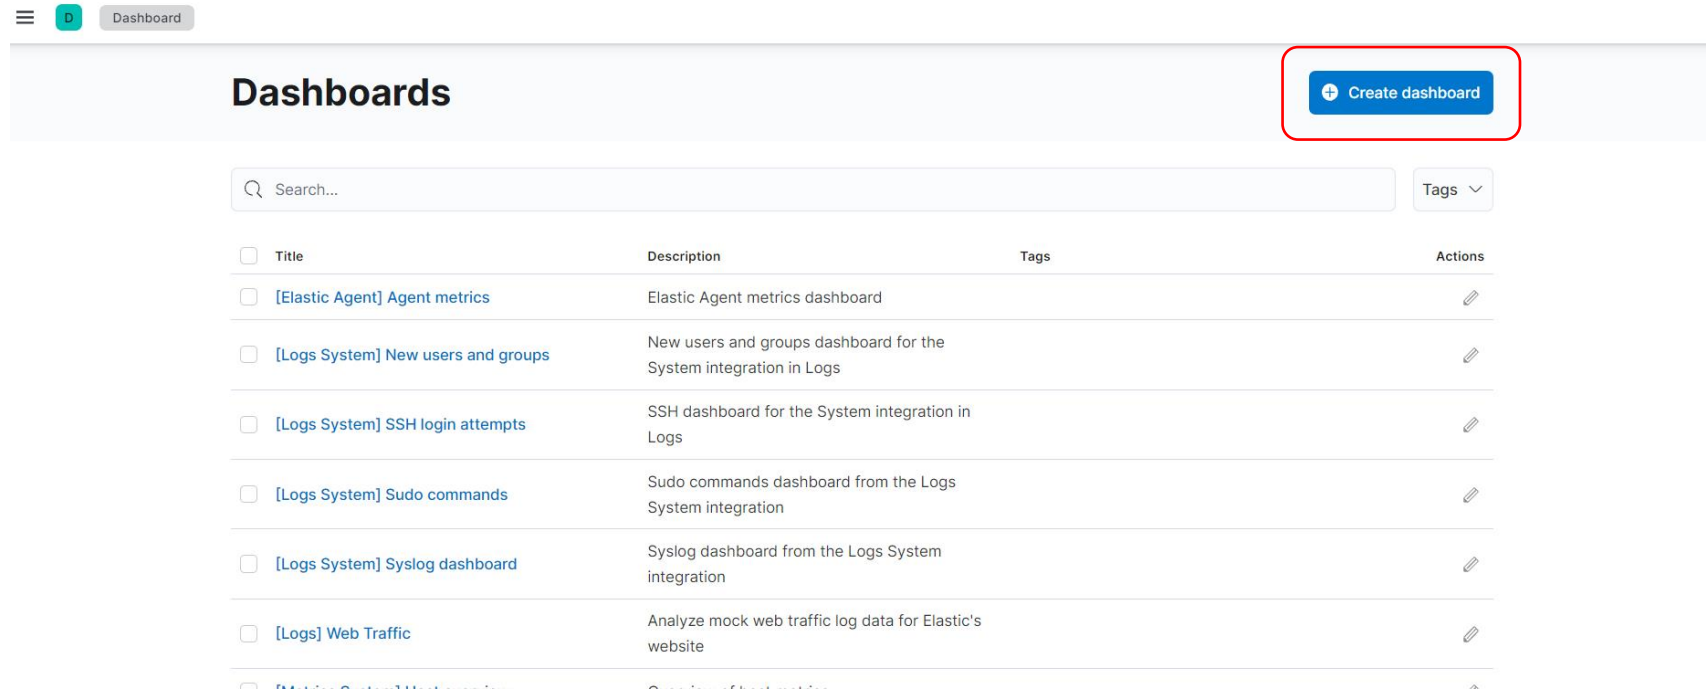 D Dashboard
Dashboards
Create dashboard
Search...
Tags
Title Description Tags Actions
[Elastic Agent] Agent metrics Elastic Agent metrics dashboard
[Logs System] New users and groups New users and groups dashboard for the
System integration in Logs
[Logs System] SSH login attempts SSH dashboard for the System integration in
Logs
[Logs System] Sudo commands Sudo commands dashboard from the Logs
System integration
[Logs System] Syslog dashboard Syslog dashboard from the Logs System
integration
[Logs] Web Traffic Analyze mock web traffic log data for Elastic's
website